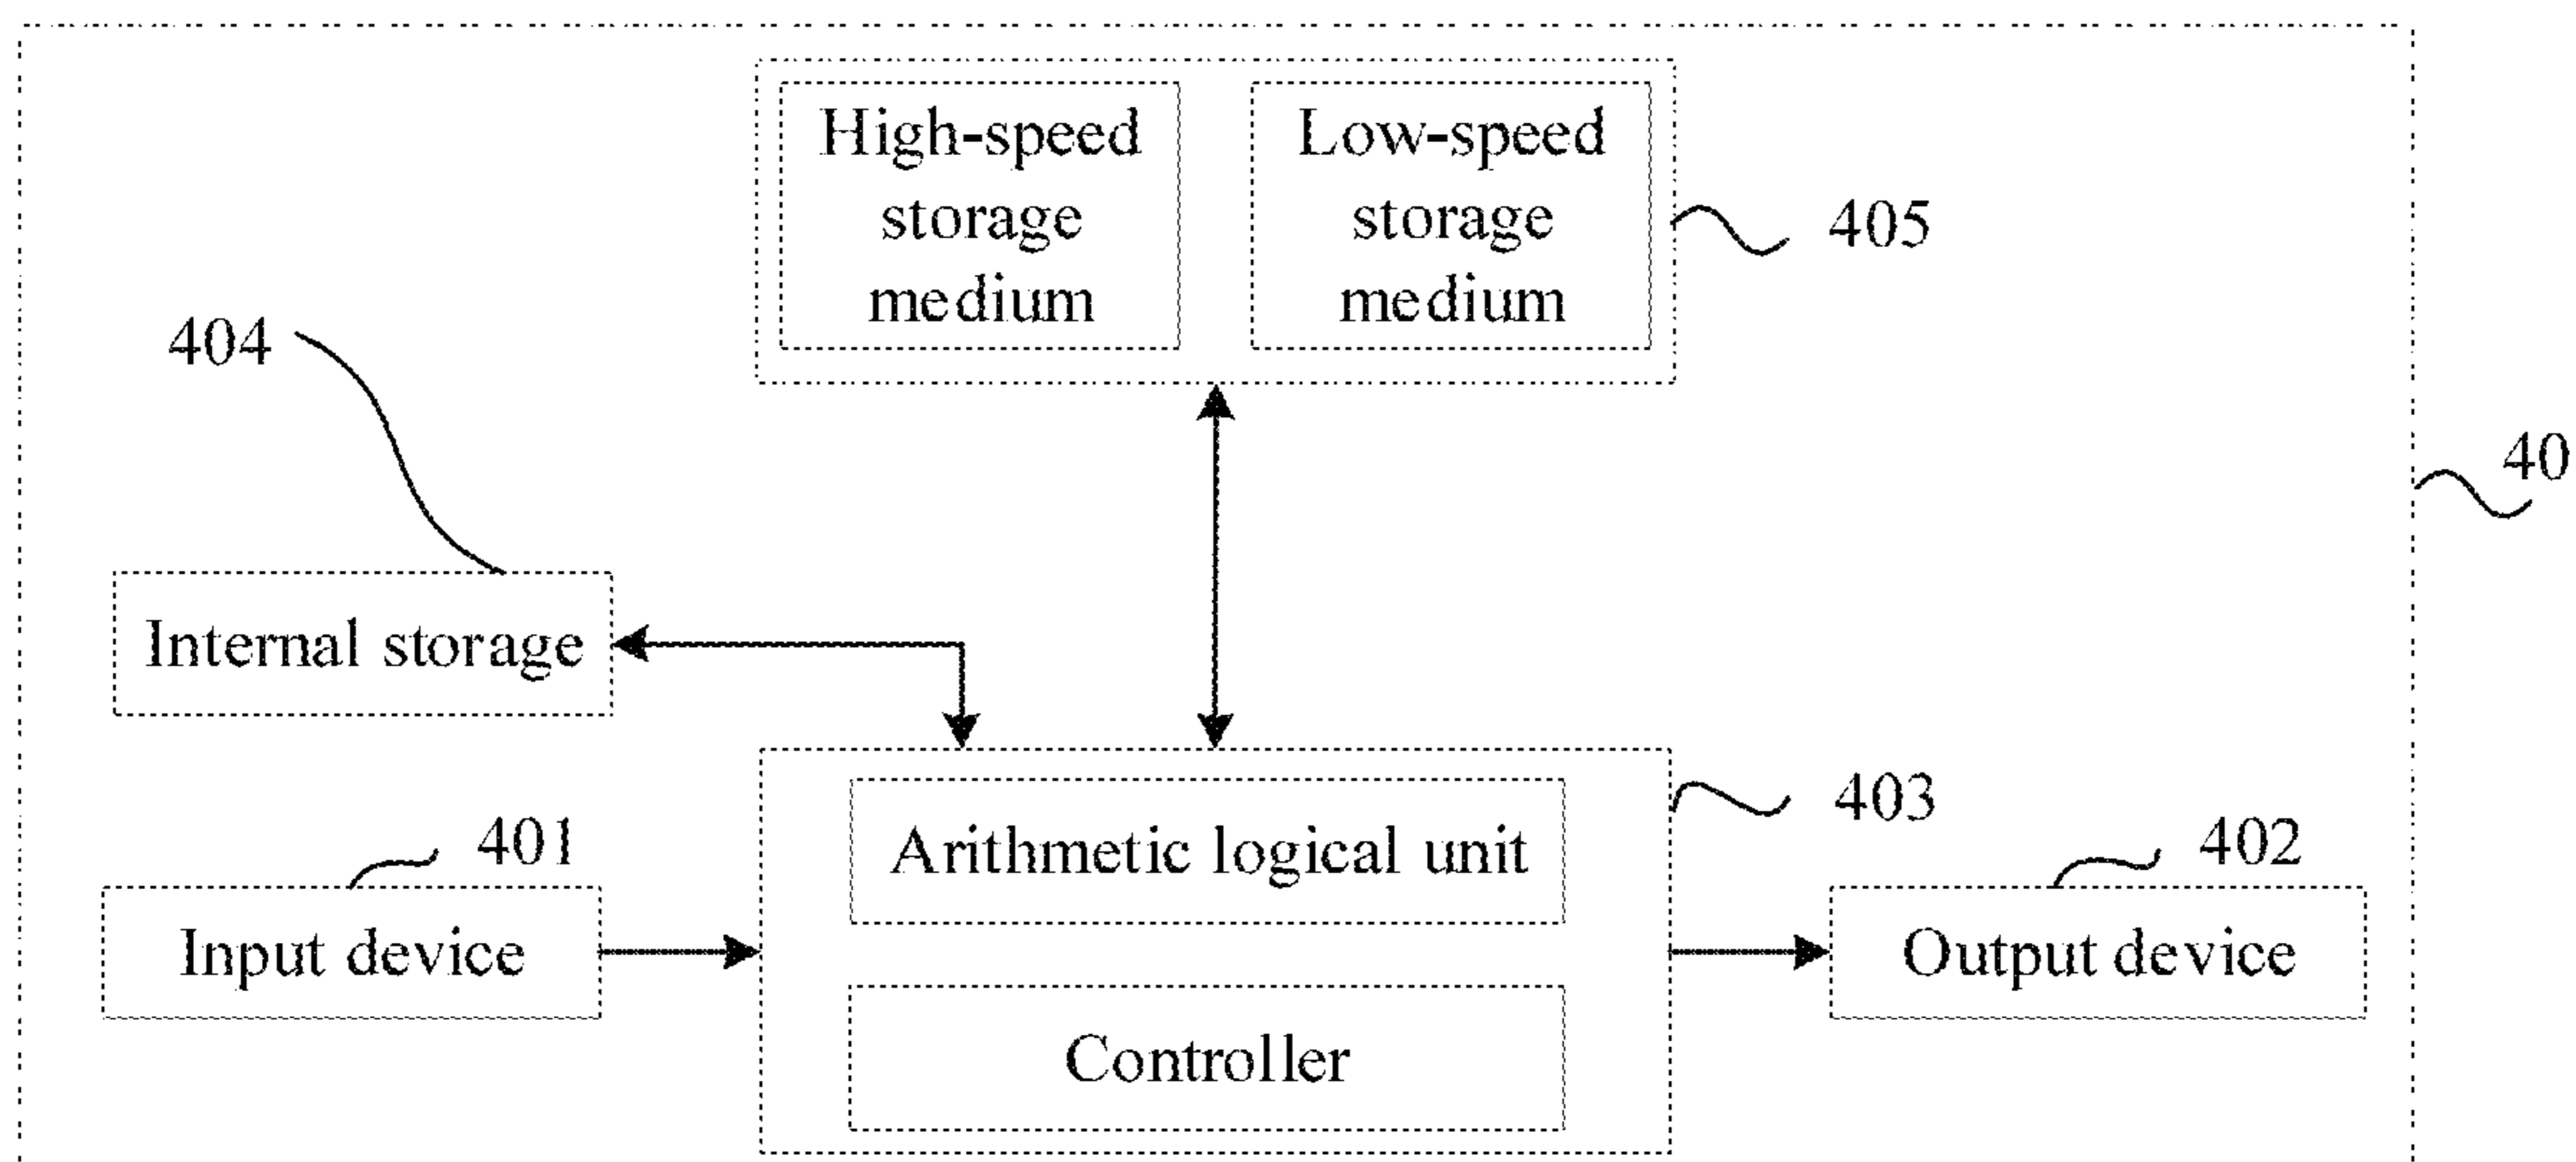 High-speed
storage
medium
Low-speed
storage
medium
405
404
40
Internal storage
401
Input device
Arithmetic logical unit
Controller
403
402
Output device